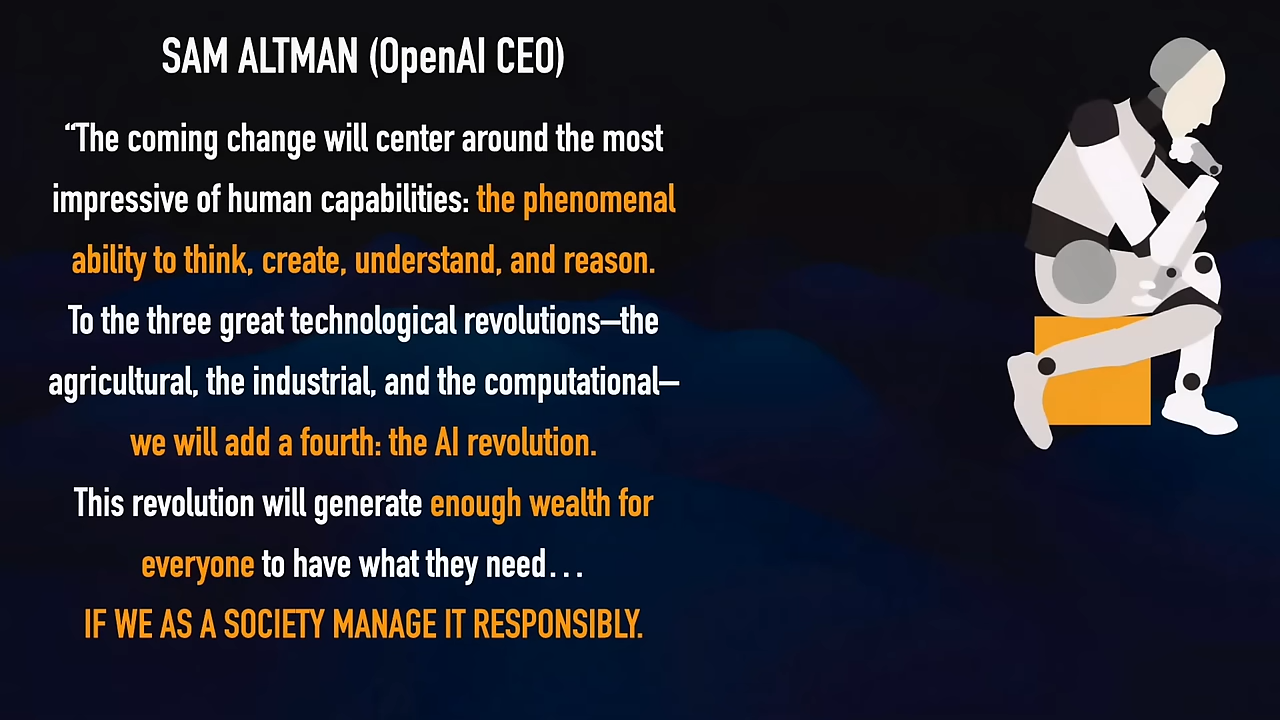 SAM ALTMAN (OpenAI CEO)
“The coming change will center around the most
impressive of human capabilities: the phenomenal
ability to think, create, understand, and reason.
To the three great technological revolutions—the
agricultural, the industrial, and the computational—
we will add a fourth: the AI revolution.
This revolution will generate enough wealth for
everyone to have what they need…
IF WE AS A SOCIETY MANAGE IT RESPONSIBLY.